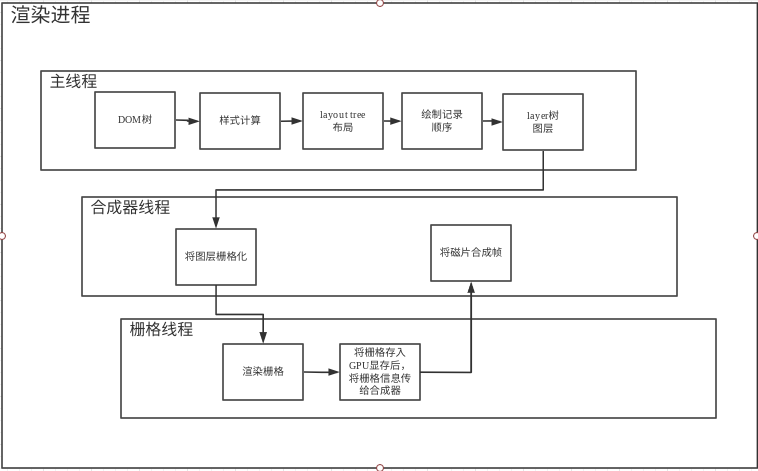 渲染进程
主线程
DOM树
样式计算
layout tree
布局
绘制记录
顺序
layer树
图层
合成器线程
将图层栅格化
将磁片合成帧
栅格线程
渲染栅格
将栅格存入
GPU显存后，
将栅格信息传
给合成器